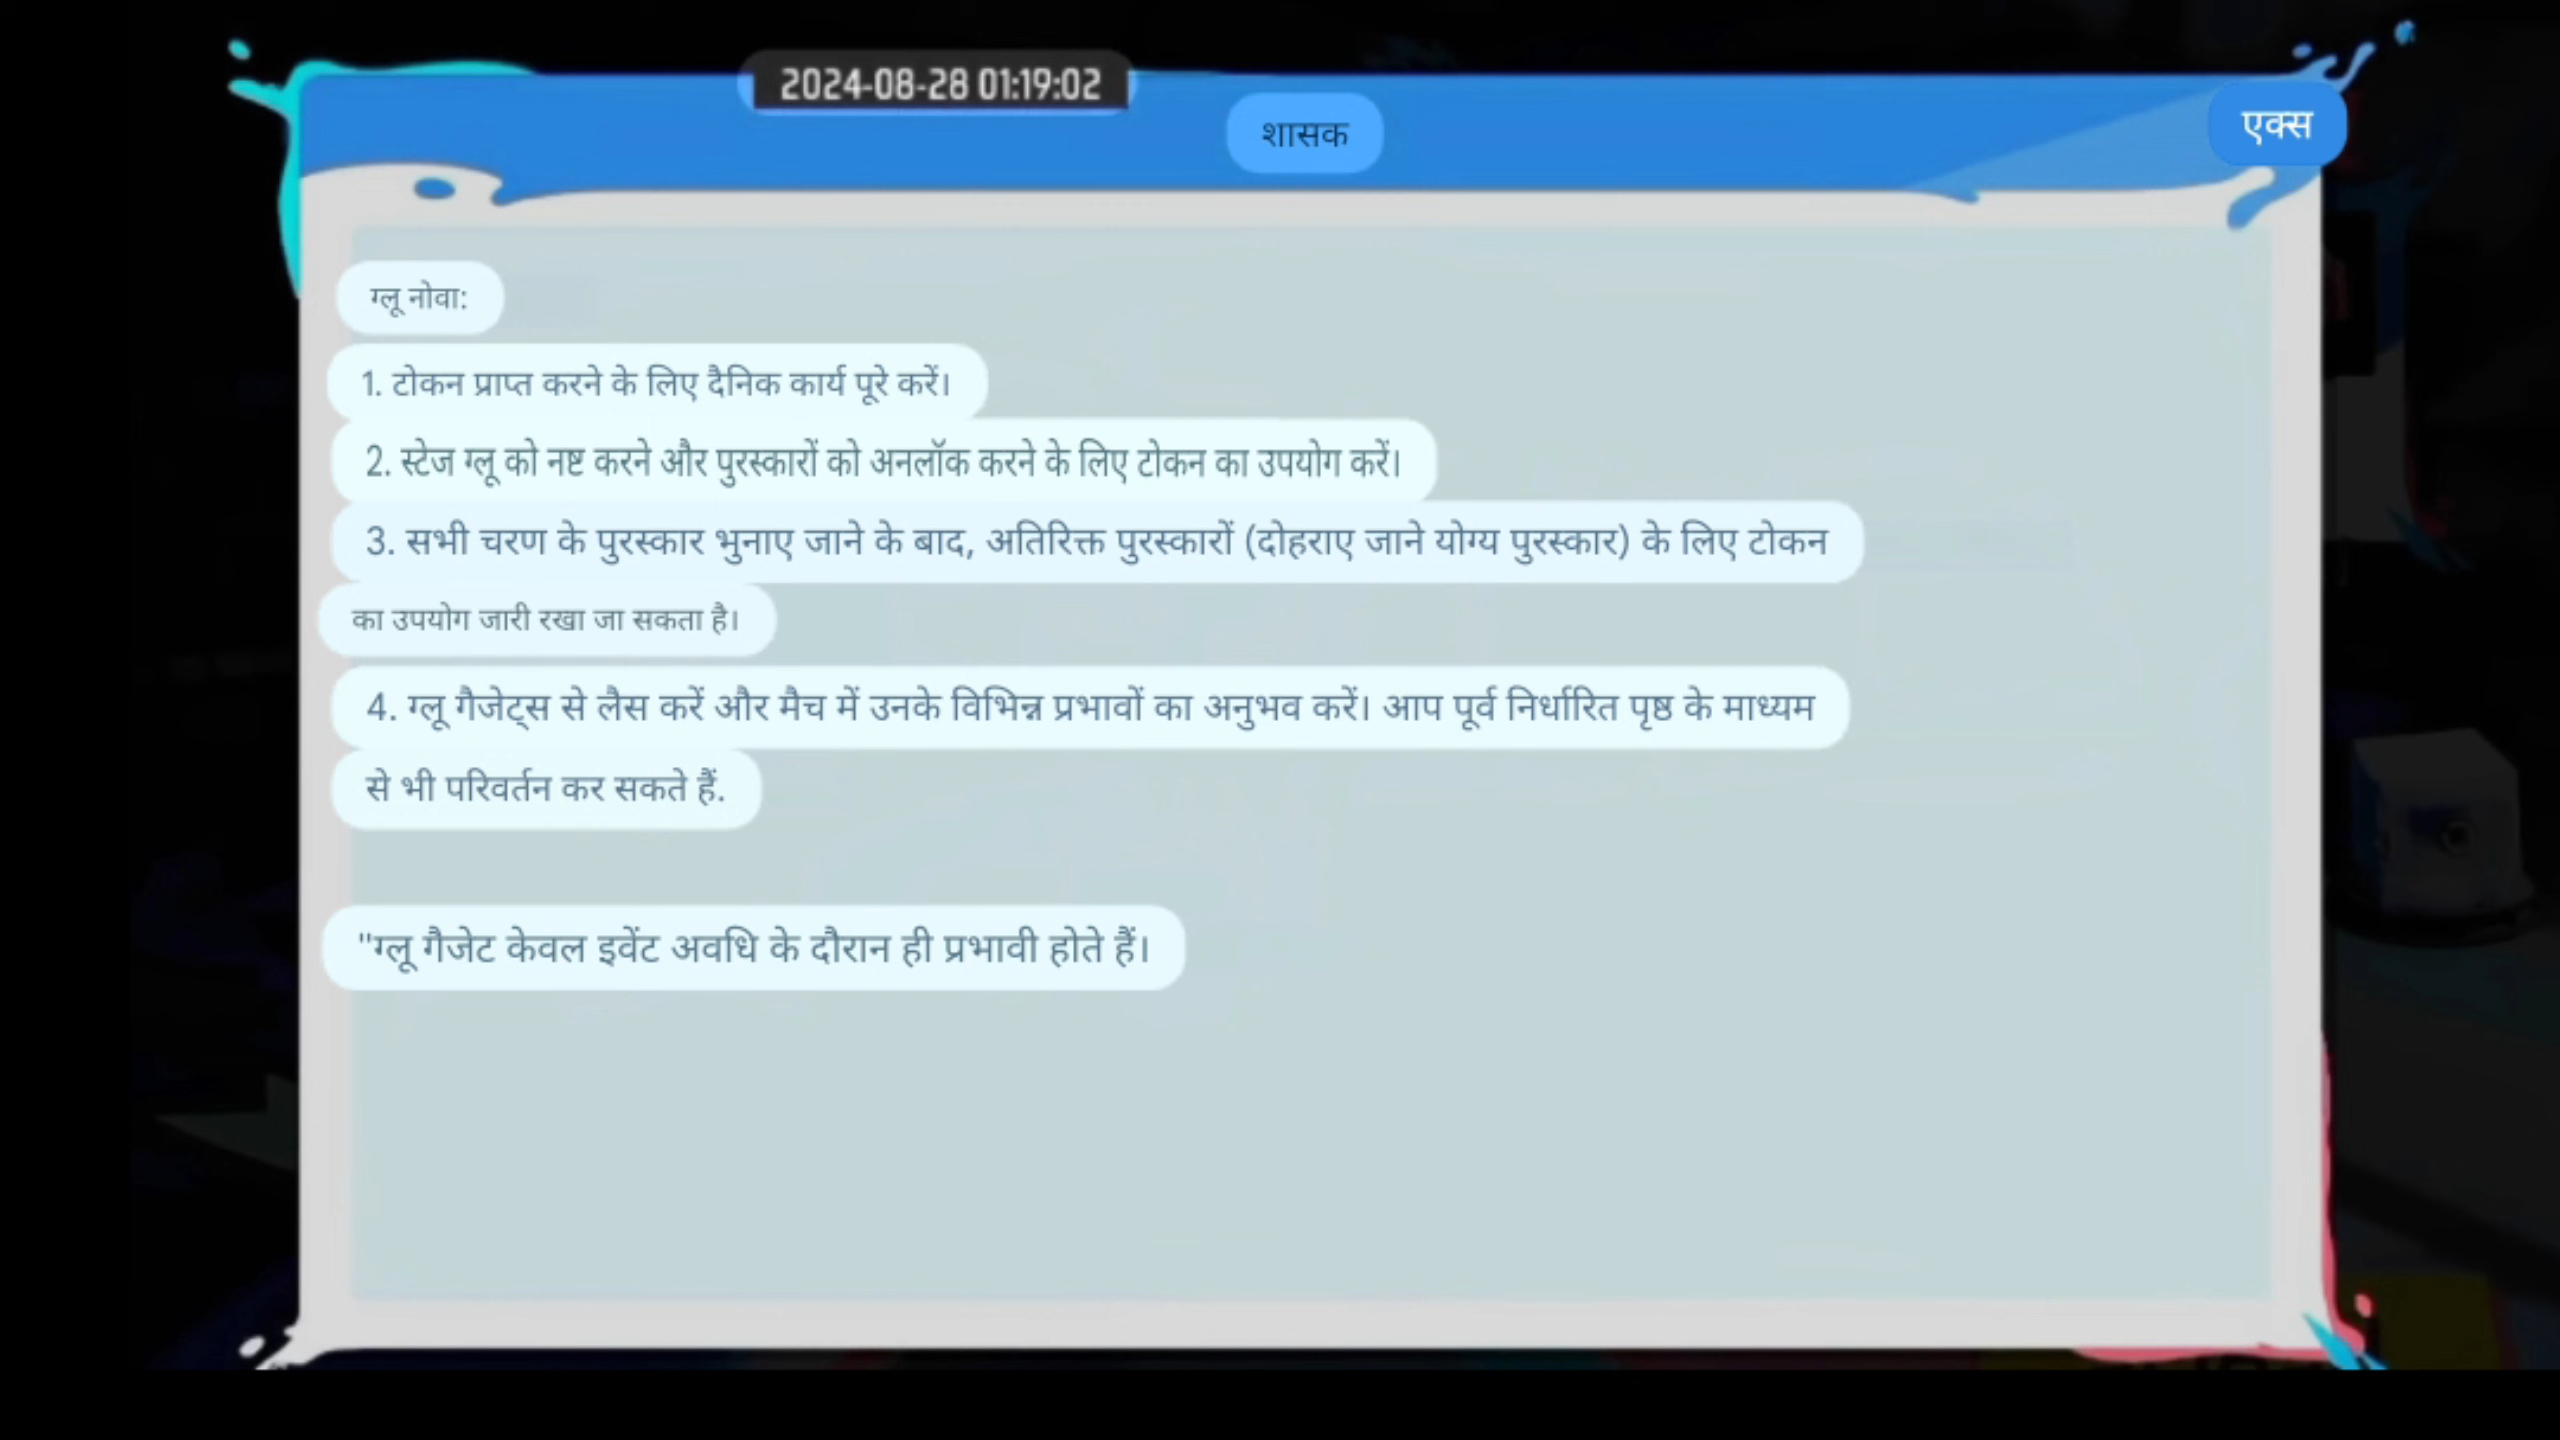 2024-08-28 01:19:02
शासक
एक्स
ग्लू नोवा:
1. टोकन प्राप्त करने के लिए दैनिक कार्य पूरे करें।
2. स्टेज ग्लू को नष्ट करने और पुरस्कारों को अनलॉक करने के लिए टोकन का उपयोग करें।
3. सभी चरण के पुरस्कार भुनाए जाने के बाद, अतिरिक्त पुरस्कारों (दोहराए जाने योग्य पुरस्कार) के लिए टोकन
का उपयोग जारी रखा जा सकता है।
4. ग्लू गैजेट्स से लैस करें और मैच में उनके विभिन्न प्रभावों का अनुभव करें। आप पूर्व निर्धारित पृष्ठ के माध्यम
से भी परिवर्तन कर सकते हैं.
"ग्लू गैजेट केवल इवेंट अवधि के दौरान ही प्रभावी होते हैं।